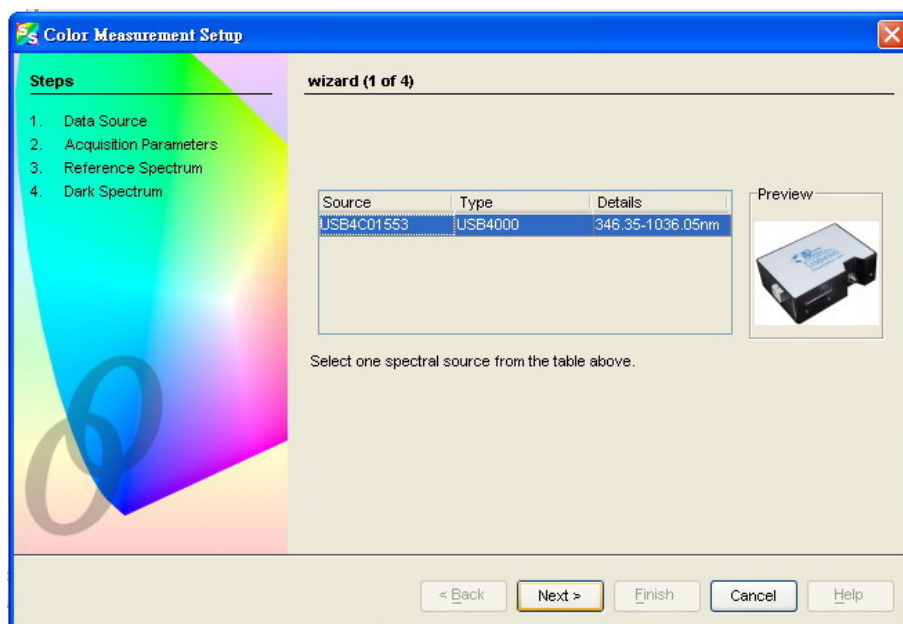 Color Measurement Setup
Steps
1. Data Source
2. Acquisition Parameters
3. Reference Spectrum
4. Dark Spectrum
wizard (1 of 4)
Source Type Details
USB4C01553 USB4000 346.35-1036.05nm
Preview
USB4000
Select one spectral source from the table above.
< Back Next > Finish Cancel Help